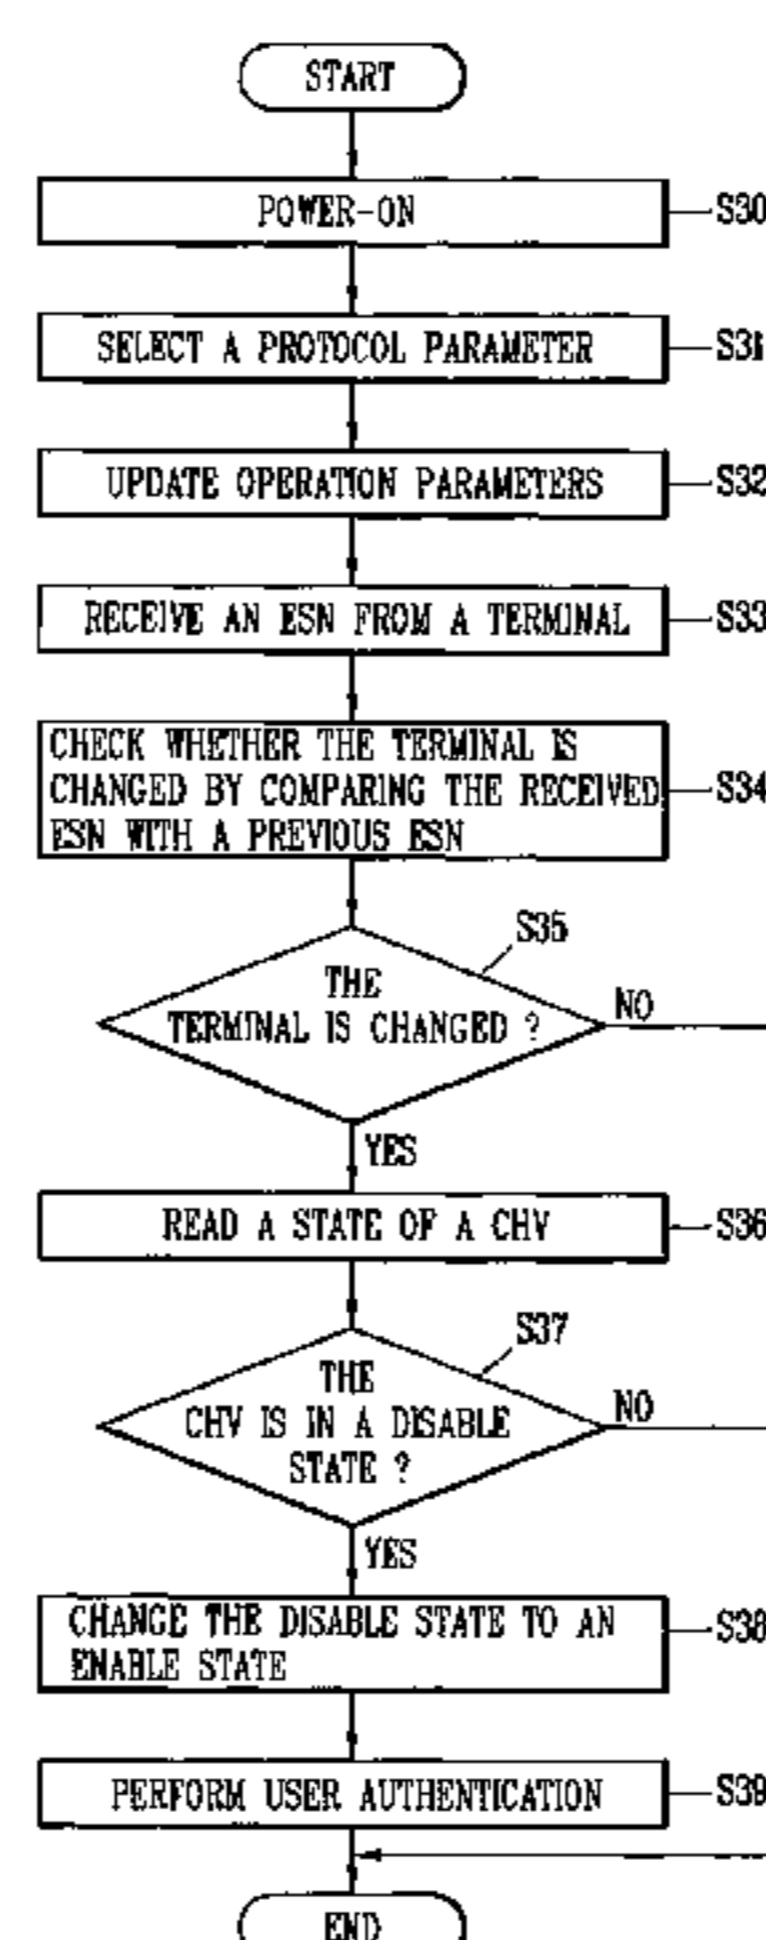 START
POWER-ON
S30
SELECT A PROTOCOL PARAMETER
S31
UPDATE OPERATION PARAMETERS
S32
RECEIVE AN ESN FROM A TERMINAL
S33
CHECK WHETHER THE TERMINAL IS
CHANGED BY COMPARING THE RECEIVED
ESN WITH A PREVIOUS ESN
S34
S35
THE
TERMINAL IS CHANGED ?
NO
YES
READ A STATE OF A CHV
S36
S37
THE
CHV IS IN A DISABLE
STATE ?
NO
YES
CHANGE THE DISABLE STATE TO AN
ENABLE STATE
S38
PERFORM USER AUTHENTICATION
S39
END